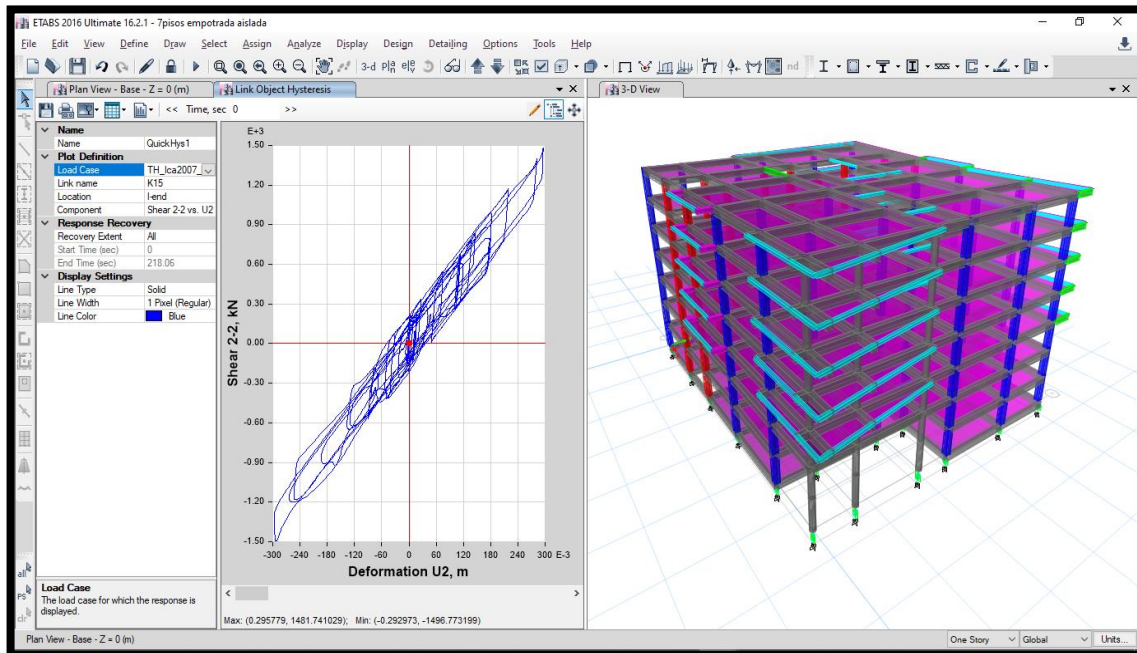 ETABS 2016 Ultimate 16.2.1 - 7pisos empotrada aislada
File Edit View Define Draw Select Assign Analyze Display Design Detailing Options Tools Help
3-d nd
Plan View - Base - Z = 0 (m) Link Object Hysteresis 3-D View
<< Time, sec 0 >>
Name
Name QuickHys1
Plot Definition
Load Case TH_Ica2007_
Link name K15
Location I-end
Component Shear 2-2 vs. U2
Response Recovery
Recovery Extent All
Start Time (sec) 0
End Time (sec) 218.06
Display Settings
Line Type Solid
Line Width 1 Pixel (Regular)
Line Color Blue
E+3
1.50
1.20
0.90
0.60
0.30
0.00
-0.30
-0.60
-0.90
-1.20
-1.50
Shear 2-2, kN
-300 -240 -180 -120 -60 0 60 120 180 240 300 E-3
Deformation U2, m
Max: (0.295779, 1481.741029); Min: (-0.292973, -1496.773199)
all
PS
clr
Load Case
The load case for which the response is
displayed.
Plan View - Base - Z = 0 (m) One Story Global Units...